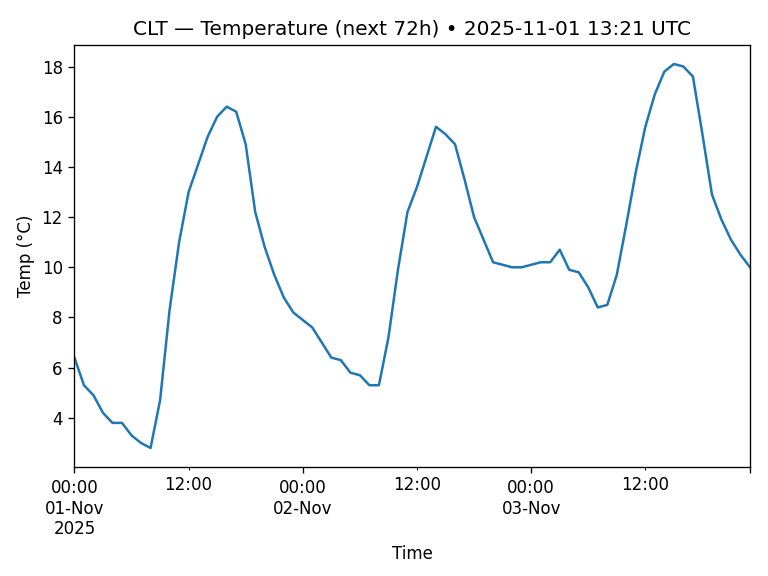 CLT — Temperature (next 72h) • 2025-11-01 13:21 UTC
18
16
14
12
10
8
6
4
Temp (°C)
00:00 12:00 00:00 12:00 00:00 12:00
01-Nov 02-Nov 03-Nov
2025
Time